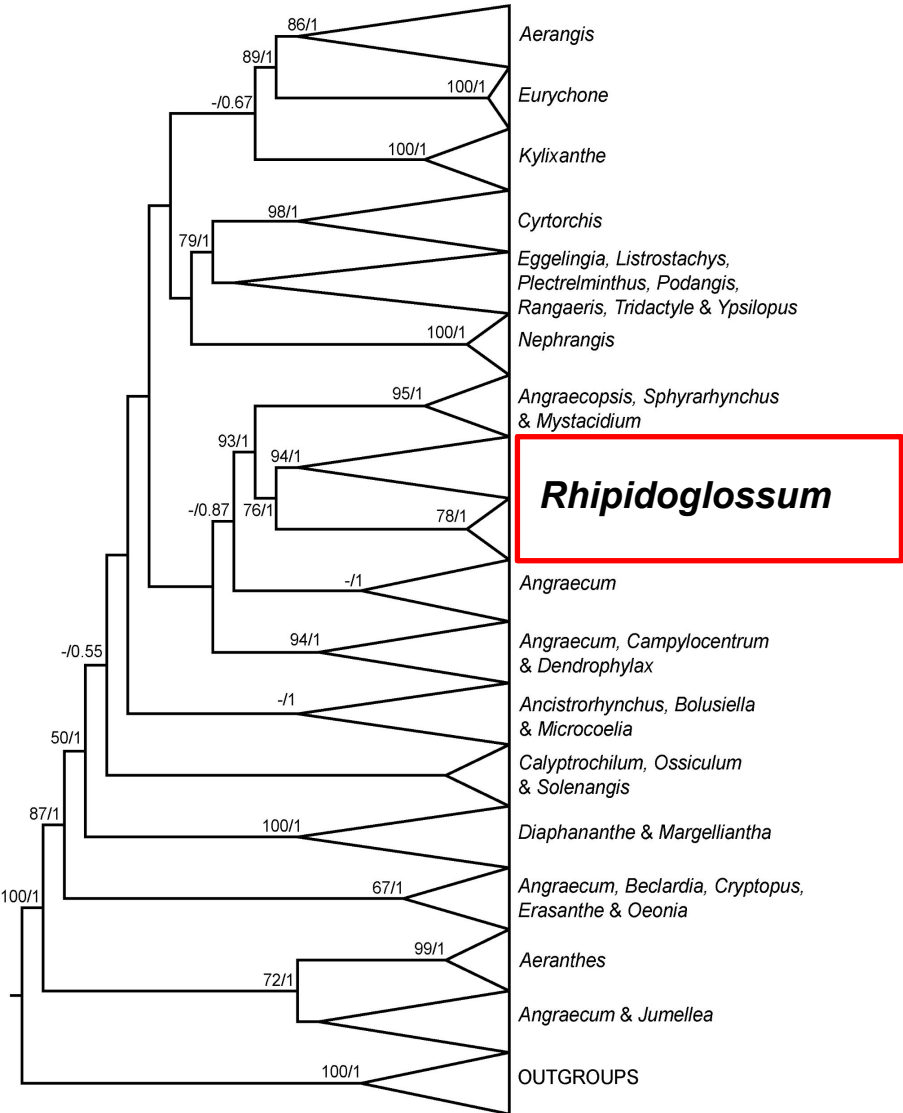 86/1
Aerangis
89/1
100/1
Eurychone
-/0.67
100/1
Kylixanthe
98/1
Cyrtorchis
79/1
Eggelingia, Listrostachys,
Plectrelminthus, Podangis,
Rangaeris, Tridactyle & Ypsilopus
100/1
Nephrangis
95/1
Angraecopsis, Sphyrarhynchus
& Mystacidium
93/1
94/1
Rhipidoglossum
-/0.87
76/1
78/1
-/1
Angraecum
94/1
Angraecum, Campylocentrum
& Dendrophylax
-/0.55
-/1
Ancistrorhynchus, Bolusiella
& Microcoelia
50/1
Calyptrochilum, Ossiculum
& Solenangis
87/1
100/1
Diaphananthe & Margelliantha
67/1
Angraecum, Beclardia, Cryptopus,
Erasanthe & Oeonia
100/1
99/1
Aeranthes
72/1
Angraecum & Jumellea
100/1
OUTGROUPS